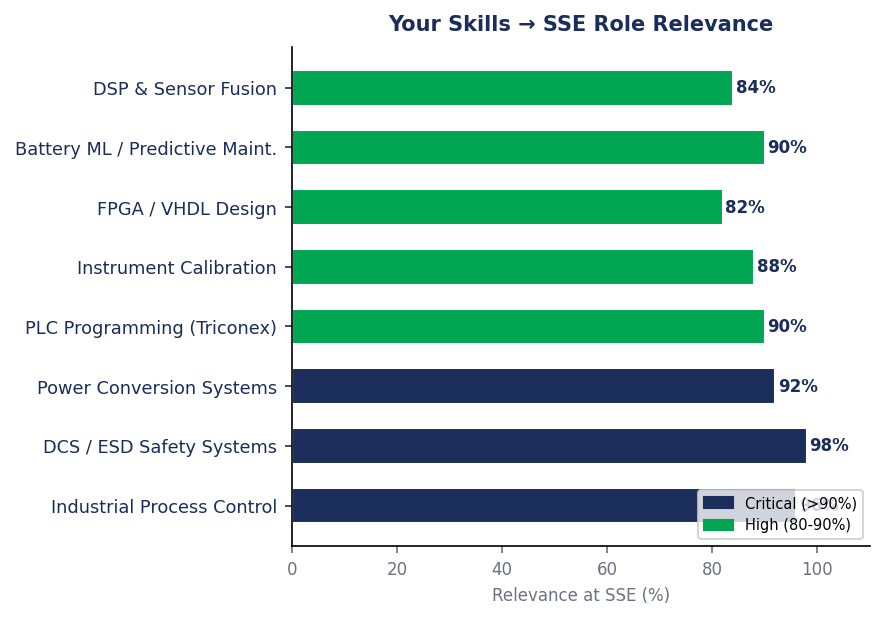 Your Skills → SSE Role Relevance
DSP & Sensor Fusion 84%
Battery ML / Predictive Maint. 90%
FPGA / VHDL Design 82%
Instrument Calibration 88%
PLC Programming (Triconex) 90%
Power Conversion Systems 92%
DCS / ESD Safety Systems 98%
Industrial Process Control
Critical (>90%)
High (80-90%)
0 20 40 60 80 100
Relevance at SSE (%)